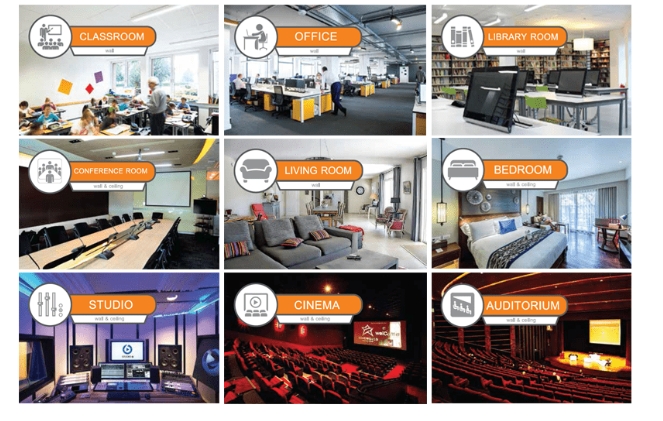 CLASSROOM
wall
OFFICE
wall
LIBRARY ROOM
wall
CONFERENCE ROOM
wall & ceiling
LIVING ROOM
wall
BEDROOM
wall & ceiling
STUDIO
wall & ceiling
CINEMA
wall & ceiling
AUDITORIUM
wall & ceiling